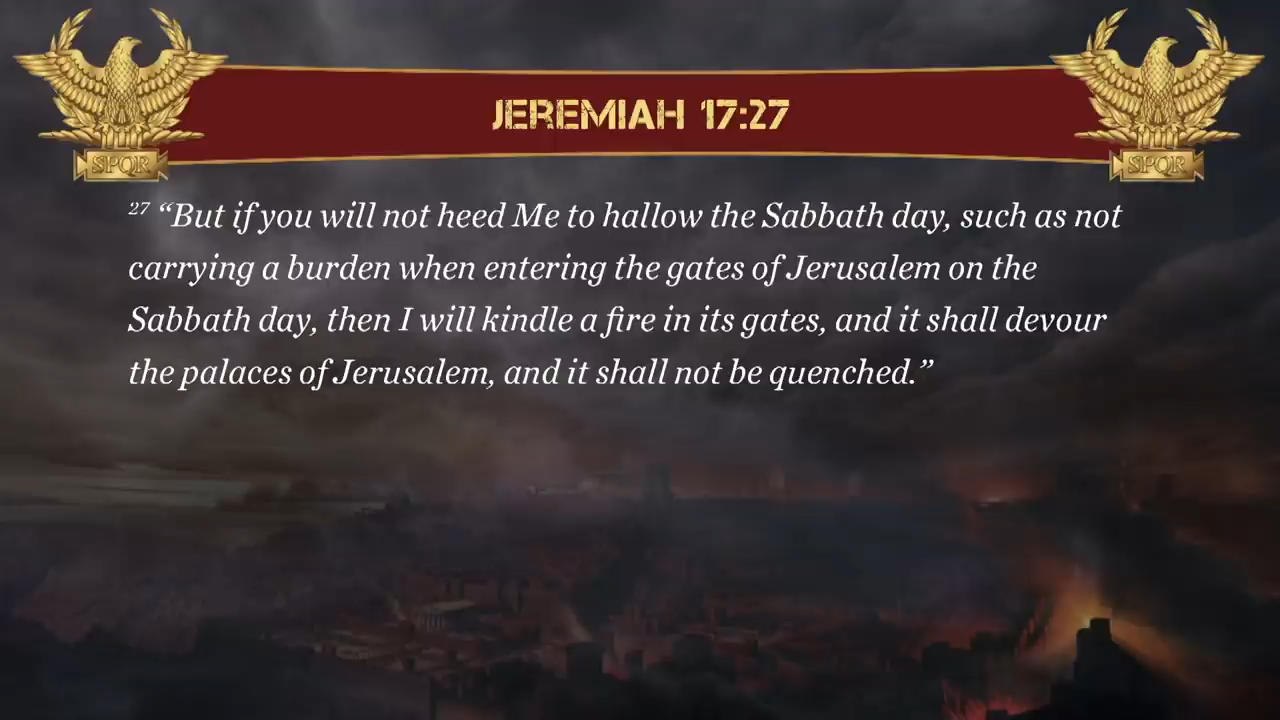 JEREMIAH 17:27
SPQR
SPQR
27 “But if you will not heed Me to hallow the Sabbath day, such as not
carrying a burden when entering the gates of Jerusalem on the
Sabbath day, then I will kindle a fire in its gates, and it shall devour
the palaces of Jerusalem, and it shall not be quenched.”